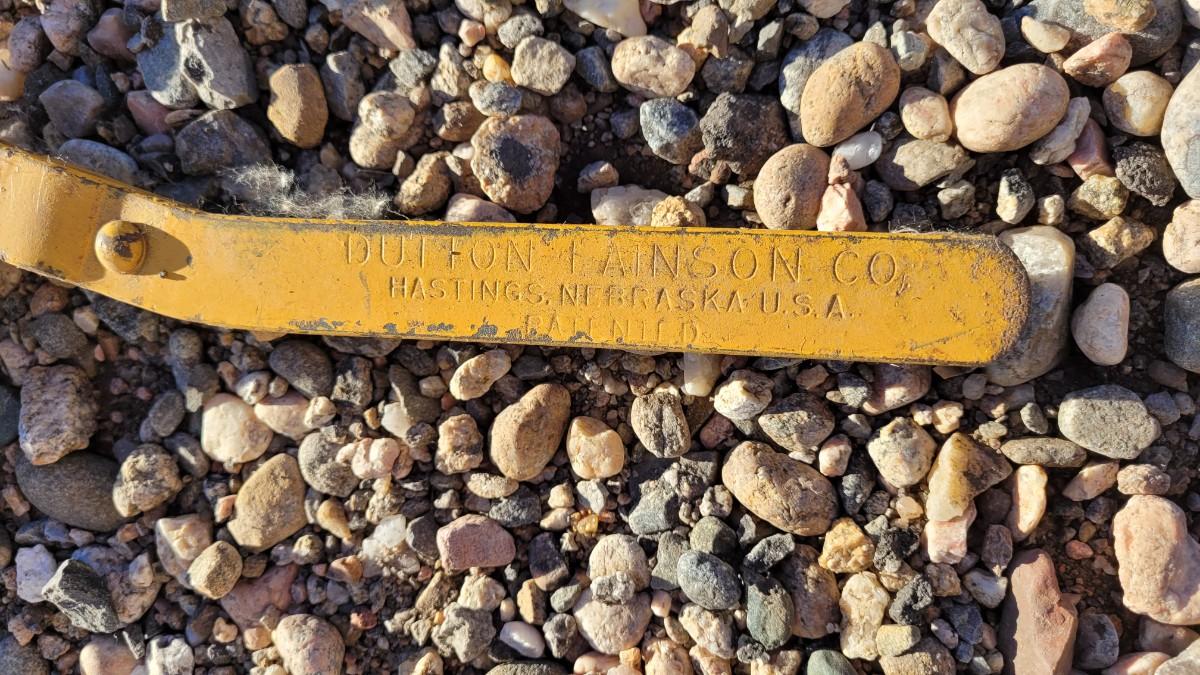 DUTTON - LAINSON CO.
HASTINGS, NEBRASKA U.S.A.
PATENTED